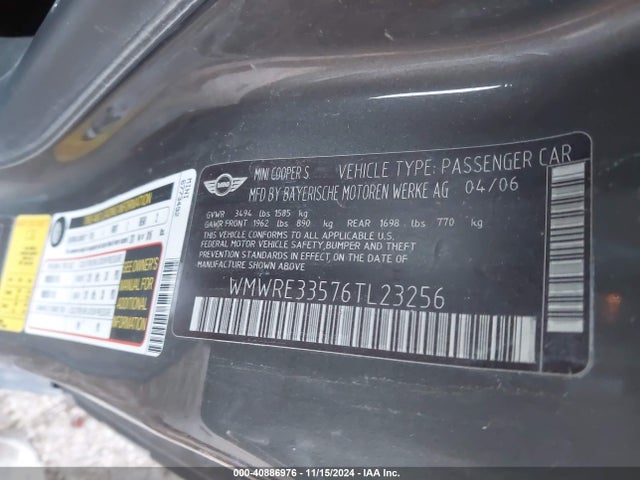 MINI
MINI COOPER S VEHICLE TYPE: PASSENGER CAR
MFD BY BAYERISCHE MOTOREN WERKE AG 04/06
GVWR 3494 lbs 1585 kg
GAWR FRONT 1962 lbs 890 kg REAR 1698 lbs 770 kg
THIS VEHICLE CONFORMS TO ALL APPLICABLE U.S.
FEDERAL MOTOR VEHICLE SAFETY,BUMPER AND THEFT
PREVENTION STANDARDS IN EFFECT ON THE DATE OF
MANUFACTURE SHOWN ABOVE.
WMWRE33576TL23256
MINI
6773492
SEE OWNER'S
MANUAL FOR
ADDITIONAL
INFORMATION
000-40886976 - 11/15/2024 - IAA Inc.